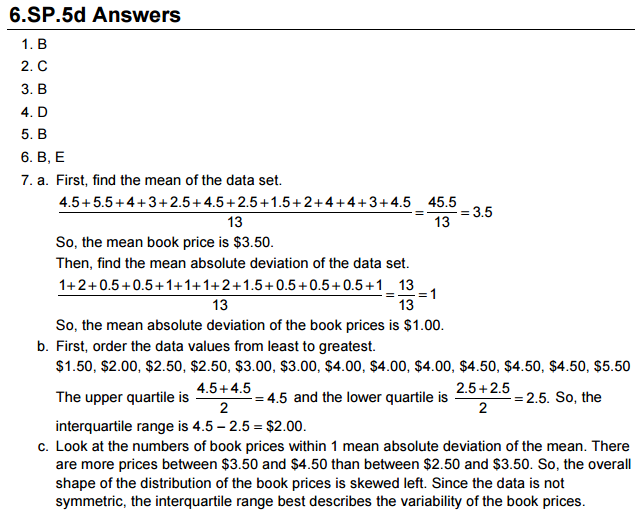 6.SP.5d Answers
1. B
2. C
3. B
4. D
5. B
6. B, E
7. a. First, find the mean of the data set.
4.5+5.5+4+3+2.5+4.5+2.5+1.5+2+4+4+3+4.5/13 = 45.5/13 = 3.5
So, the mean book price is $3.50.
Then, find the mean absolute deviation of the data set.
1+2+0.5+0.5+1+1+1+2+1.5+0.5+0.5+0.5+1/13 = 13/13 = 1
So, the mean absolute deviation of the book prices is $1.00.
b. First, order the data values from least to greatest.
$1.50, $2.00, $2.50, $2.50, $3.00, $3.00, $4.00, $4.00, $4.00, $4.50, $4.50, $4.50, $5.50
The upper quartile is 4.5+4.5/2 = 4.5 and the lower quartile is 2.5+2.5/2 = 2.5. So, the
interquartile range is 4.5 – 2.5 = $2.00.
c. Look at the numbers of book prices within 1 mean absolute deviation of the mean. There
are more prices between $3.50 and $4.50 than between $2.50 and $3.50. So, the overall
shape of the distribution of the book prices is skewed left. Since the data is not
symmetric, the interquartile range best describes the variability of the book prices.